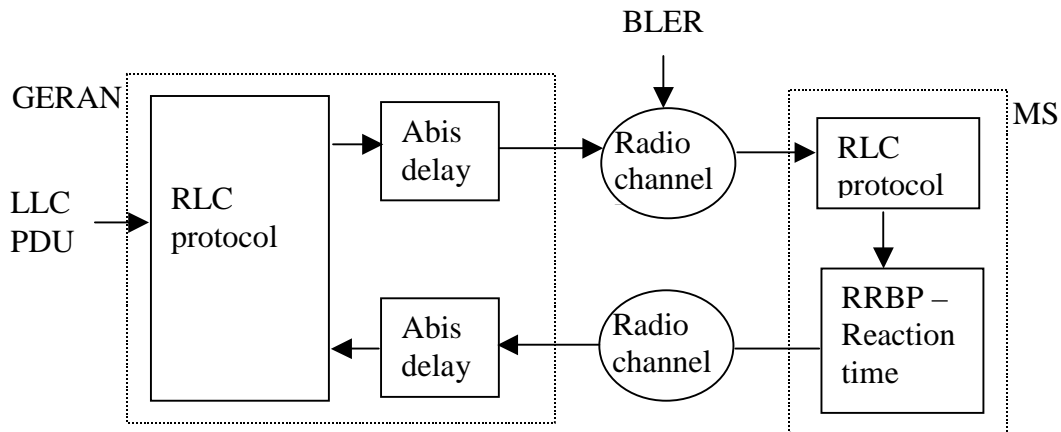 BLER
GERAN
MS
Abis
delay
Radio
channel
RLC
protocol
LLC
PDU
RLC
protocol
Abis
delay
Radio
channel
RRBP –
Reaction
time